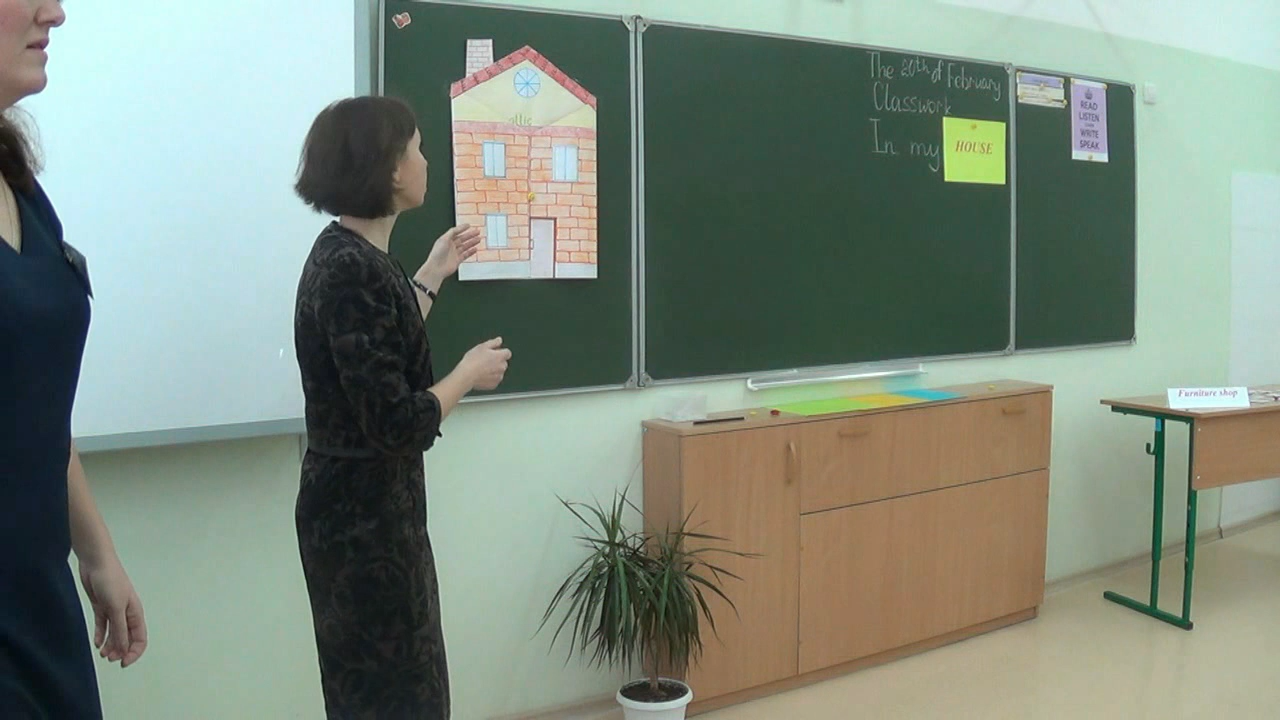 The 20th of February
Classwork
In my HOUSE
READ
LISTEN
WRITE
SPEAK
Furniture shop